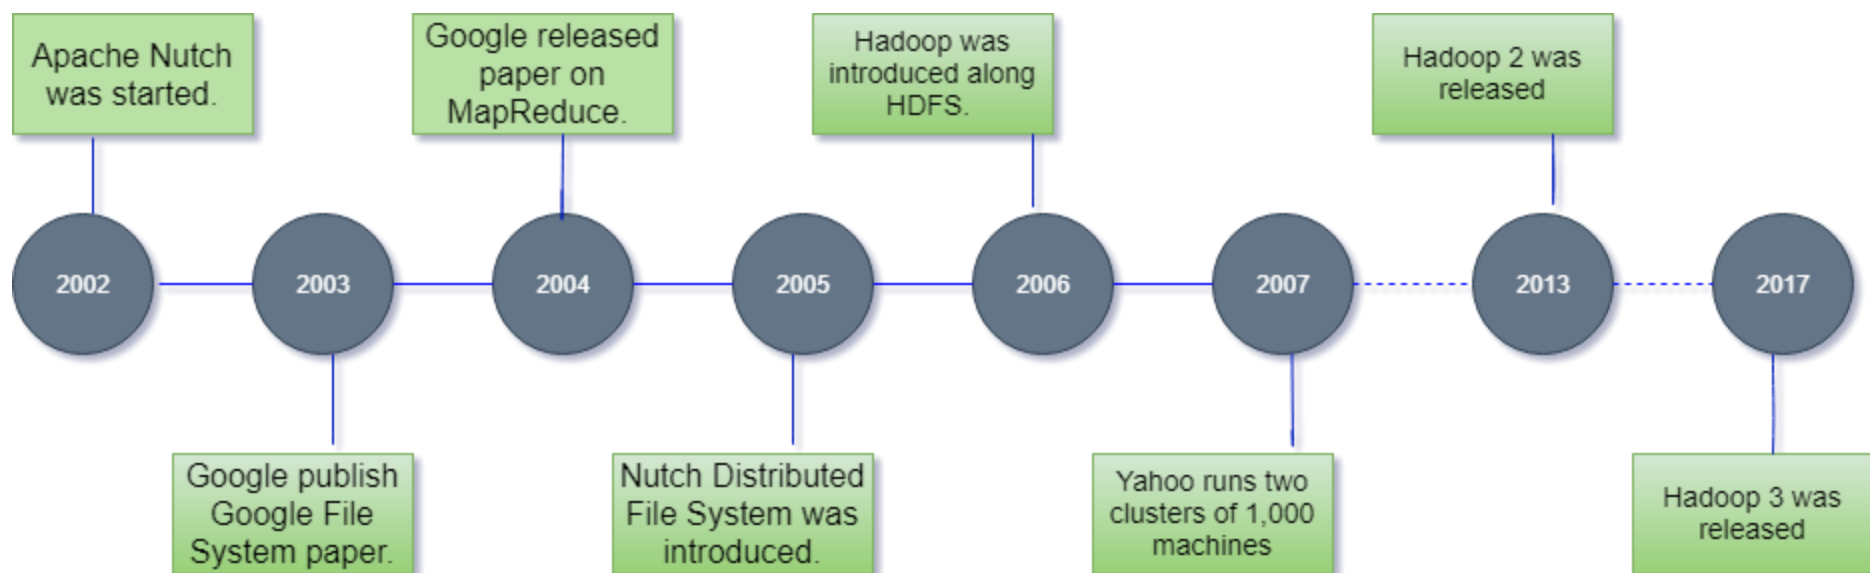 Apache Nutch
was started.
Google released
paper on
MapReduce.
Hadoop was
introduced along
HDFS.
Hadoop 2 was
released
2002
2003
2004
2005
2006
2007
2013
2017
Google publish
Google File
System paper.
Nutch Distributed
File System was
introduced.
Yahoo runs two
clusters of 1,000
machines
Hadoop 3 was
released